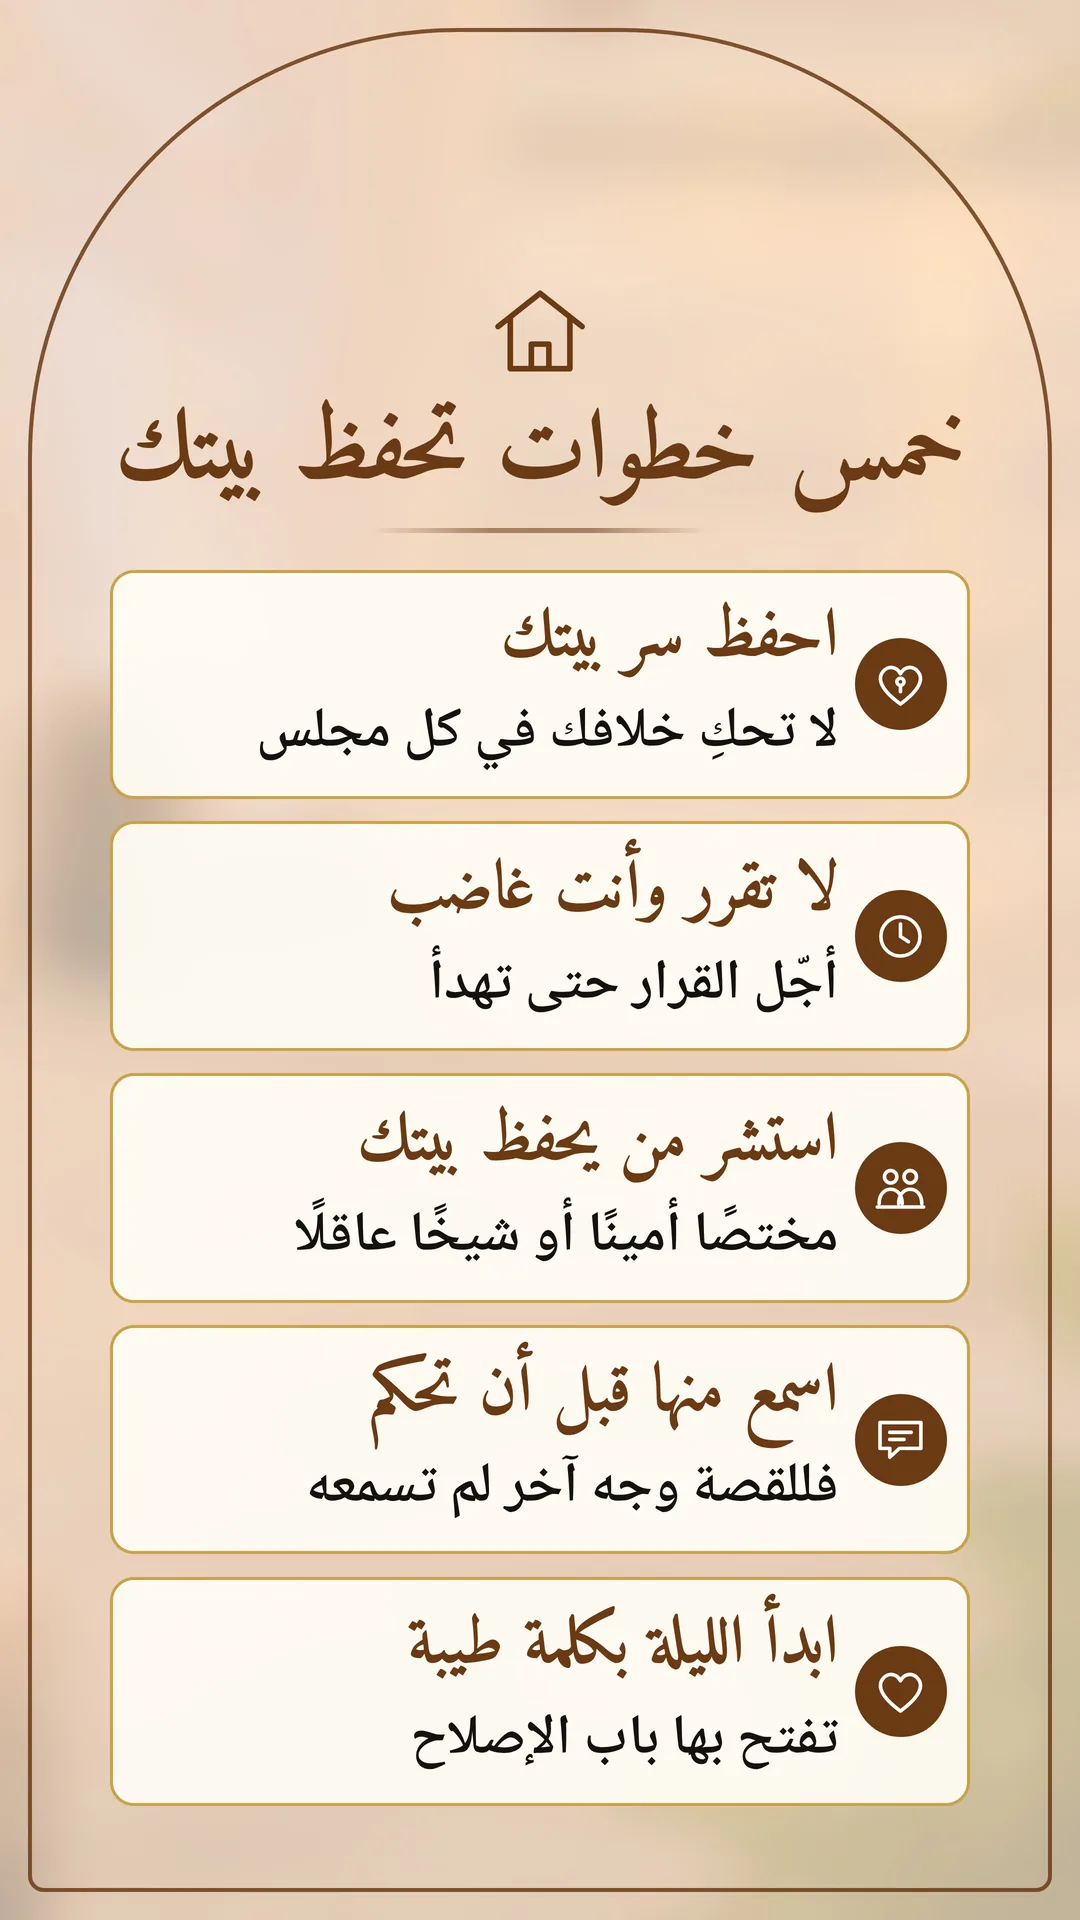 خمس خطوات تحفظ بيتك
احفظ سر بيتك
لا تحكِ خلافك في كل مجلس
لا تقرر وأنت غاضب
أجّل القرار حتى تهدأ
استشر من يحفظ بيتك
مختصًا أمينًا أو شيخًا عاقلًا
اسمع منها قبل أن تحكم
فللقصة وجه آخر لم تسمعه
ابدأ الليلة بكلمة طيبة
تفتح بها باب الإصلاح